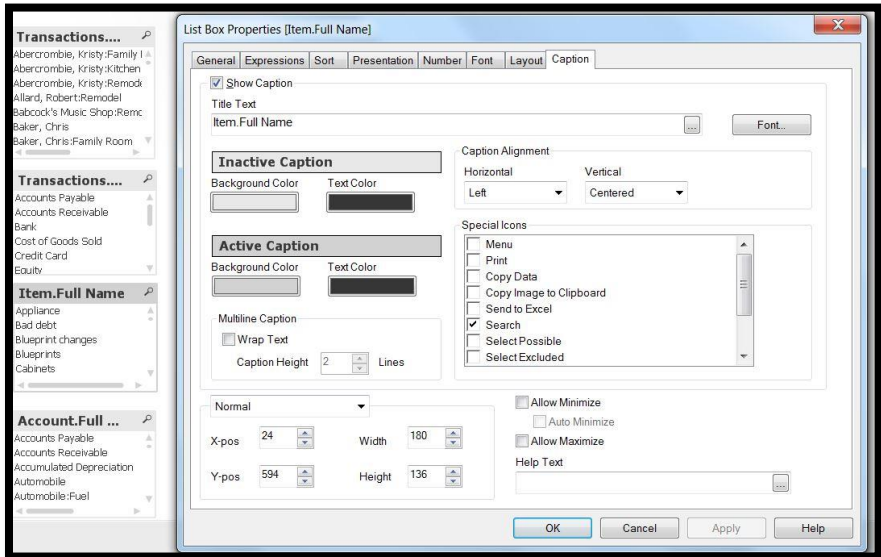 Transactions....
Abercrombie, Kristy:Family
Abercrombie, Kristy:Kitchen
Abercrombie, Kristy:Remod
Allard, Robert:Remodel
Babcock's Music Shop:Remo
Baker, Chris
Baker, Chris:Family Room
Transactions....
Accounts Payable
Accounts Receivable
Bank
Cost of Goods Sold
Credit Card
Equity
Item.Full Name
Appliance
Bad debt
Blueprint changes
Blueprints
Cabinets
Account.Full ...
Accounts Payable
Accounts Receivable
Accumulated Depreciation
Automobile
Automobile:Fuel
List Box Properties [Item.Full Name]
General Expressions Sort Presentation Number Font Layout Caption
Show Caption
Title Text
Item.Full Name
... Font...
Inactive Caption
Background Color Text Color
Caption Alignment
Horizontal Vertical
Left Centered
Active Caption
Background Color Text Color
Special Icons
Menu
Print
Copy Data
Copy Image to Clipboard
Send to Excel
Search
Select Possible
Select Excluded
Multiline Caption
Wrap Text
Caption Height 2 Lines
Normal
X-pos 24 Width 180
Y-pos 594 Height 136
Allow Minimize
Auto Minimize
Allow Maximize
Help Text
...
OK Cancel Apply Help